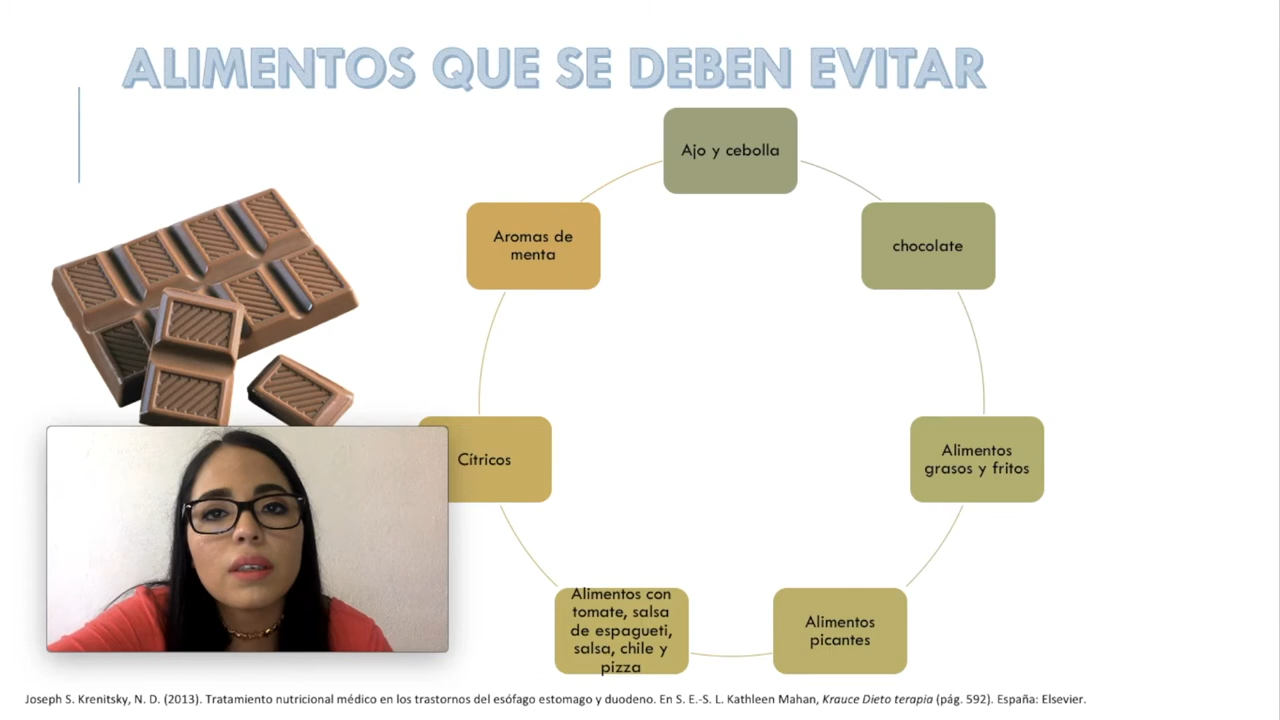 ALIMENTOS QUE SE DEBEN EVITAR
Ajo y cebolla
Aromas de
menta
chocolate
Cítricos
Alimentos
grasos y fritos
Alimentos con
tomate, salsa
de espagueti,
salsa, chile y
pizza
Alimentos
picantes
Joseph S. Krenitsky, N. D. (2013). Tratamiento nutricional médico en los trastornos del esófago estomago y duodeno. En S. E.-S. L. Kathleen Mahan, Krauce Dieto terapia (pág. 592). España: Elsevier.